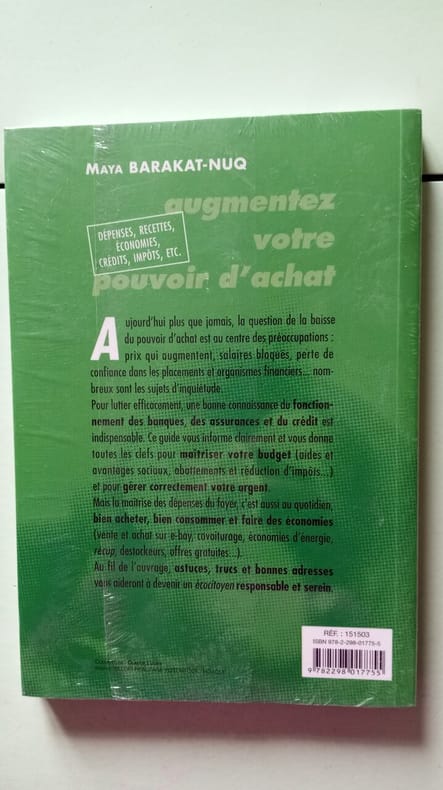 MAYA BARAKAT-NUQ
augmentez
votre
pouvoir d'achat
DÉPENSES, RECETTES,
ÉCONOMIES,
CRÉDITS, IMPÔTS, ETC.
Aujourd'hui plus que jamais, la question de la baisse
du pouvoir d'achat est au centre des préoccupations :
prix qui augmentent, salaires bloqués, perte de
confiance dans les placements et organismes financiers... nom-
breux sont les sujets d'inquiétude.
Pour lutter efficacement, une bonne connaissance du fonction-
nement des banques, des assurances et du crédit est
indispensable. Ce guide vous informe clairement et vous donne
toutes les clefs pour maîtriser votre budget (aides et
avantages sociaux, abattements et réduction d'impôts...)
et pour gérer correctement votre argent.
Mais la maîtrise des dépenses du foyer, c'est aussi au quotidien,
bien acheter, bien consommer et faire des économies
(vente et achat sur e-bay, covoiturage, économies d'énergie,
récup, destockeurs, offres gratuites...).
Au fil de l'ouvrage, astuces, trucs et bonnes adresses
vous aideront à devenir un écocitoyen responsable et serein.
RÉF. : 151503
ISBN 978-2-298-01775-5
9 782298 017755